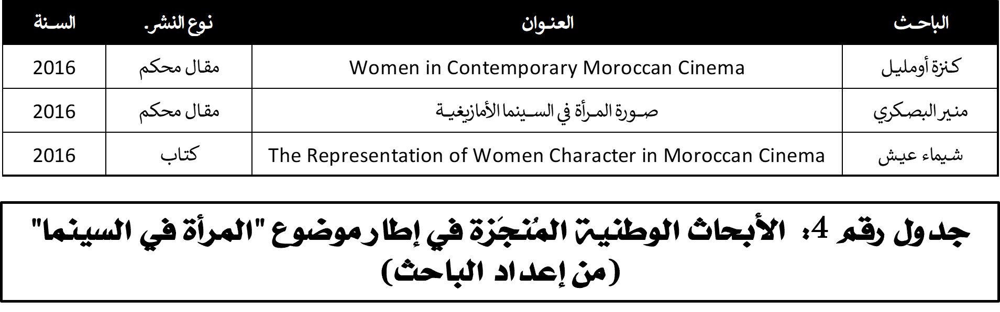 الباحث العنوان نوع النشر. السنة
كنزة أومليل Women in Contemporary Moroccan Cinema مقال محكم 2016
منير البصكري صورة المرأة في السينما الأمازيغية مقال محكم 2016
شيماء عيش The Representation of Women Character in Moroccan Cinema كتاب 2016
جدول رقم 4: الأبحاث الوطنية المُنجَزة في إطار موضوع "المرأة في السينما"
(من إعداد الباحث)